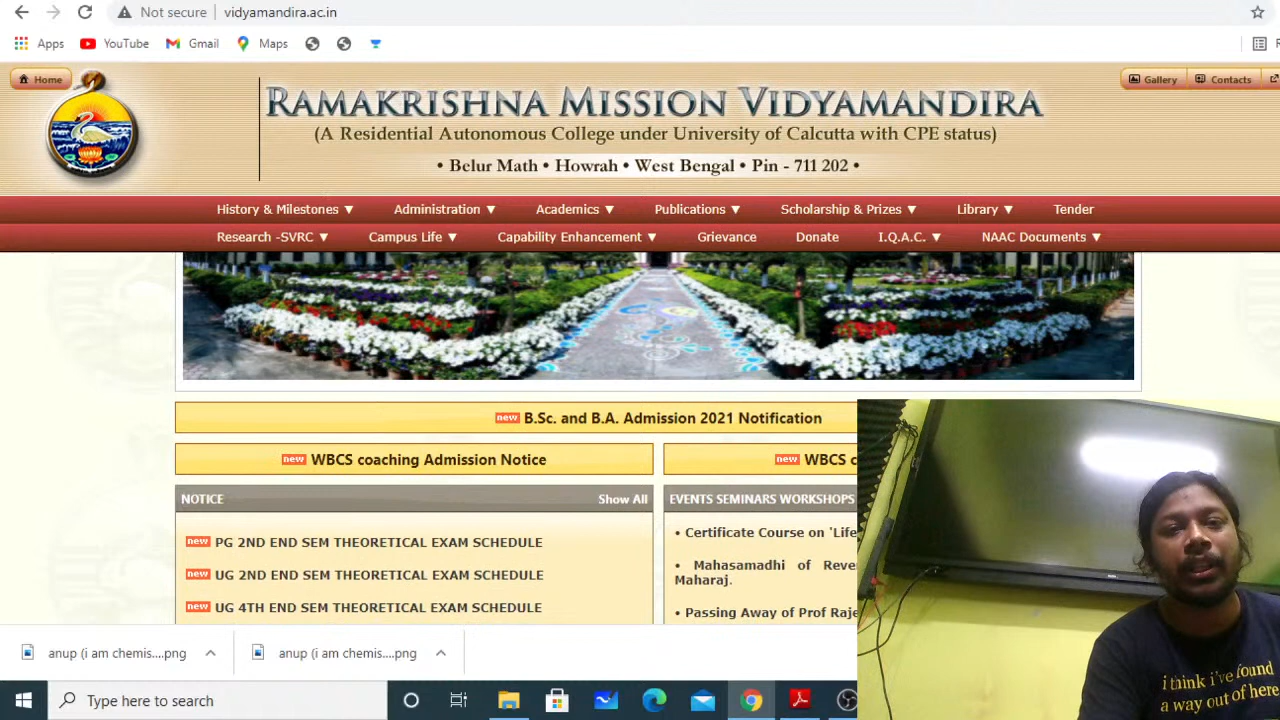 Not secure vidyamandira.ac.in
Apps YouTube Gmail Maps
Home Gallery Contacts
RAMAKRISHNA MISSION VIDYAMANDIRA
(A Residential Autonomous College under University of Calcutta with CPE status)
• Belur Math • Howrah • West Bengal • Pin - 711 202 •
History & Milestones ▼ Administration ▼ Academics ▼ Publications ▼ Scholarship & Prizes ▼ Library ▼ Tender
Research -SVRC ▼ Campus Life ▼ Capability Enhancement ▼ Grievance Donate I.Q.A.C. ▼ NAAC Documents ▼
new B.Sc. and B.A. Admission 2021 Notification
new WBCS coaching Admission Notice new WBCS c
NOTICE Show All EVENTS SEMINARS WORKSHOPS
new PG 2ND END SEM THEORETICAL EXAM SCHEDULE
new UG 2ND END SEM THEORETICAL EXAM SCHEDULE
new UG 4TH END SEM THEORETICAL EXAM SCHEDULE
• Certificate Course on 'Life
• Mahasamadhi of Reve
Maharaj.
• Passing Away of Prof Raje
i think i've found
a way out of here
anup (i am chemis....png anup (i am chemis....png
Type here to search